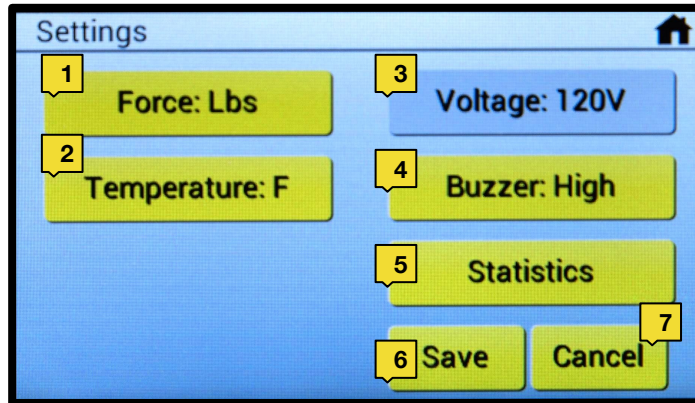 Settings
1
Force: Lbs
2
Temperature: F
3
Voltage: 120V
4
Buzzer: High
5
Statistics
6
Save
7
Cancel